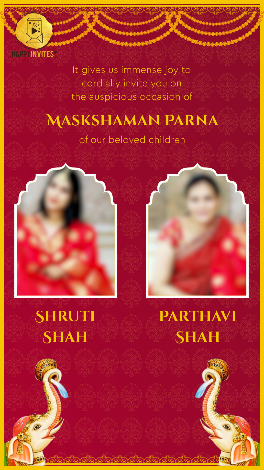 HAPPY INVITES
It gives us immense joy to
cordially invite you on
the auspicious occasion of
MASKSHAMAN PARNA
of our beloved children
SHRUTI
SHAH
PARTHAVI
SHAH